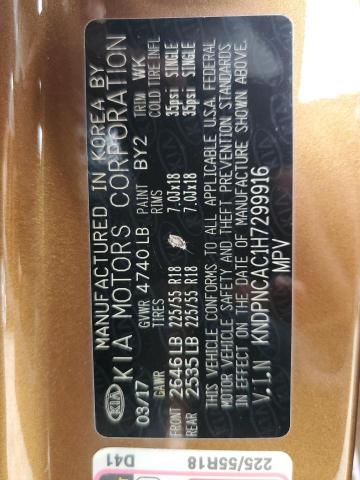 MANUFACTURED IN KOREA BY
KIA KIA MOTORS CORPORATION
03/17 GVWR 4740LB PAINT BY2 TRIM WK
GAWR TIRES RIMS COLD TIRE INFL
FRONT 2646LB 225/55 R18 7.0Jx18 35psi SINGLE
REAR 2535LB 225/55 R18 7.0Jx18 35psi SINGLE
THIS VEHICLE CONFORMS TO ALL APPLICABLE U.S.A. FEDERAL
MOTOR VEHICLE SAFETY AND THEFT PREVENTION STANDARDS
IN EFFECT ON THE DATE OF MANUFACTURE SHOWN ABOVE
V.I.N KNDPNCAC1H7299916
MPV
D41 225/55R18